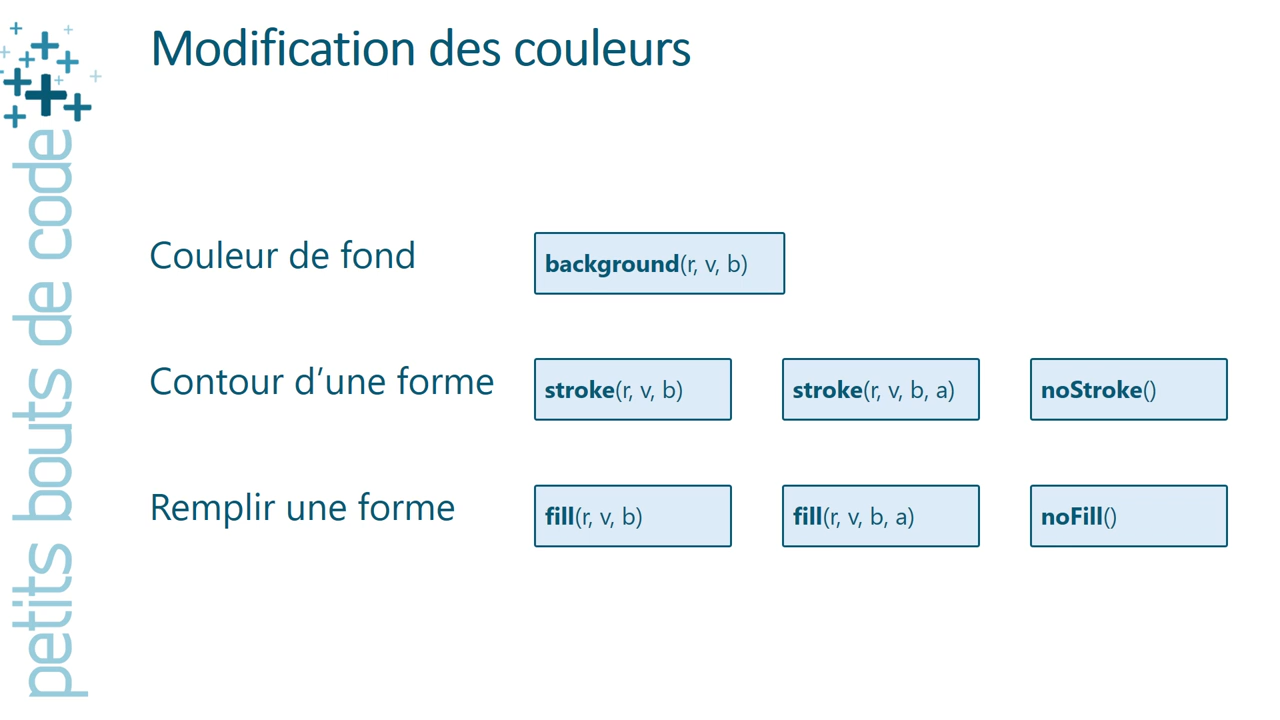 Modification des couleurs
petits bouts de code
Couleur de fond
background(r, v, b)
Contour d’une forme
stroke(r, v, b)
stroke(r, v, b, a)
noStroke()
Remplir une forme
fill(r, v, b)
fill(r, v, b, a)
noFill()